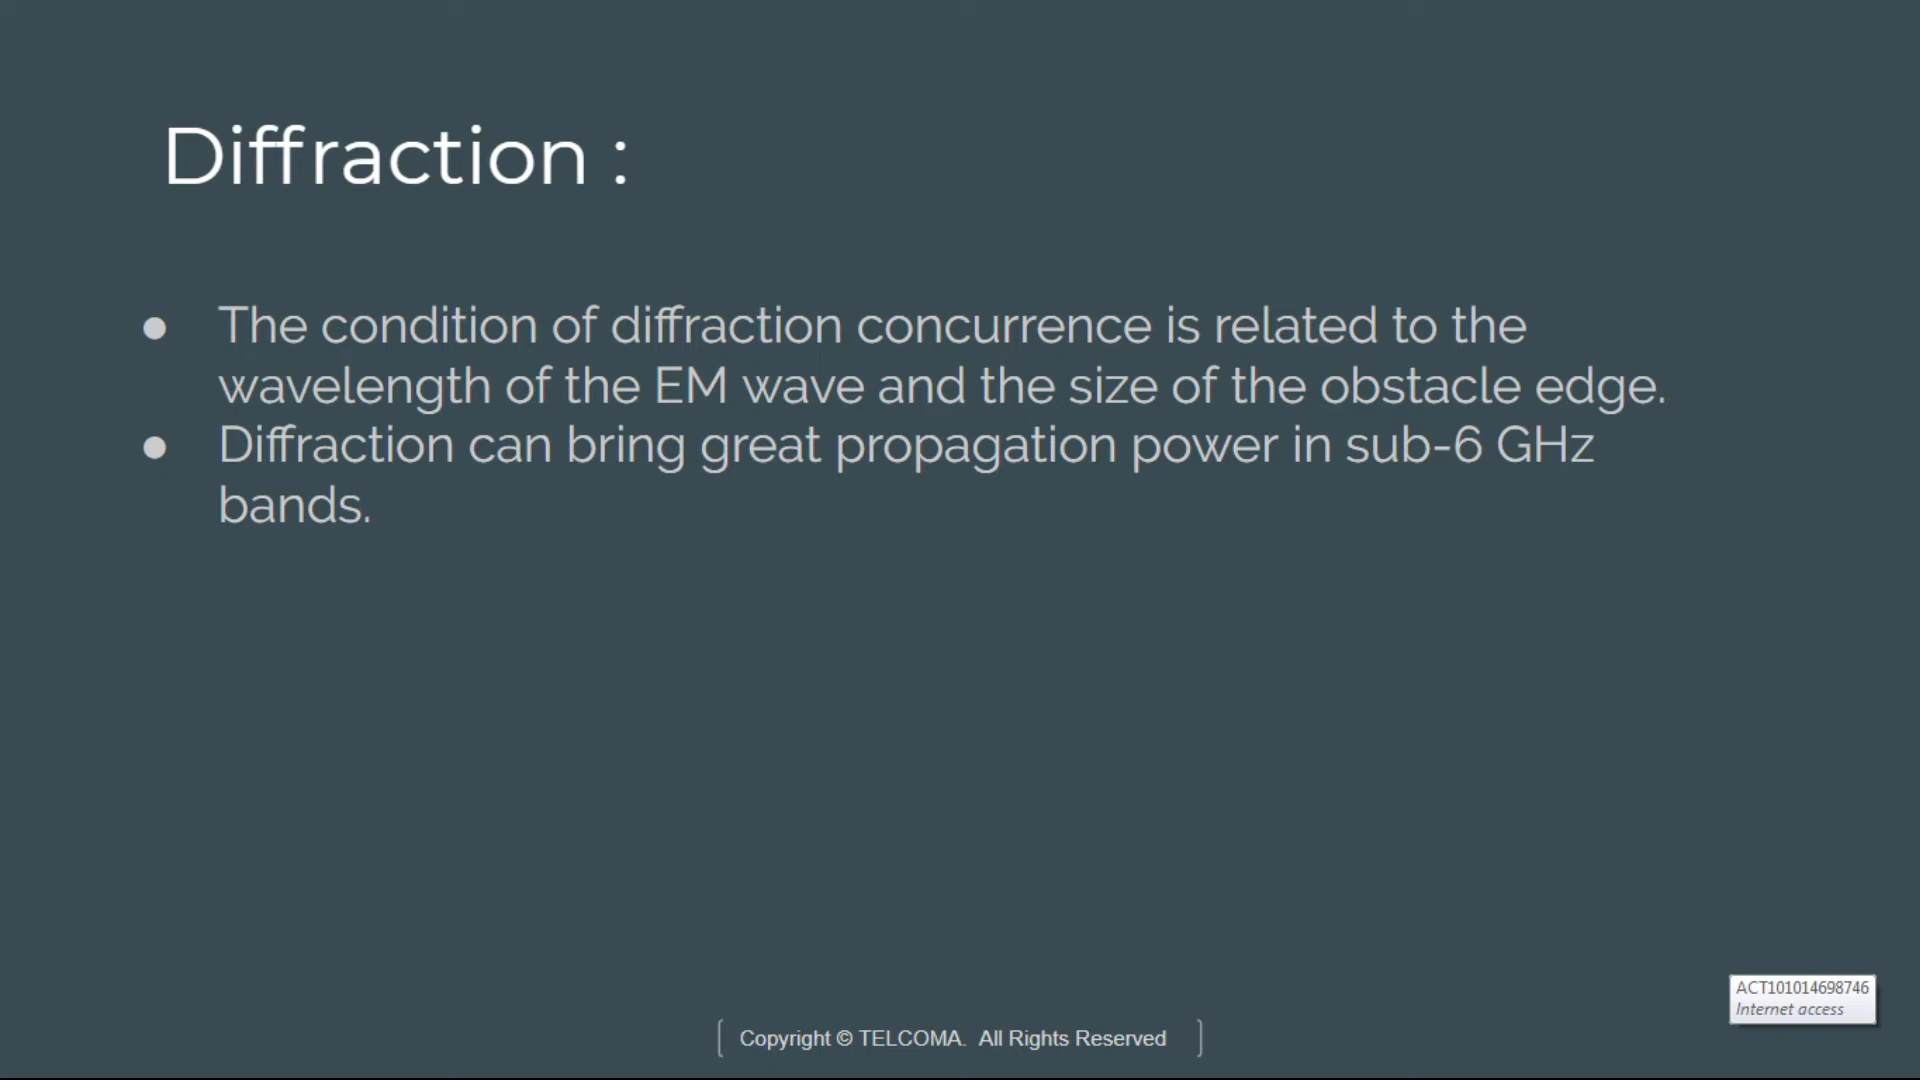 Diffraction :
● The condition of diffraction concurrence is related to the
wavelength of the EM wave and the size of the obstacle edge.
● Diffraction can bring great propagation power in sub-6 GHz
bands.
ACT101014698746
Internet access
[ Copyright © TELCOMA. All Rights Reserved ]